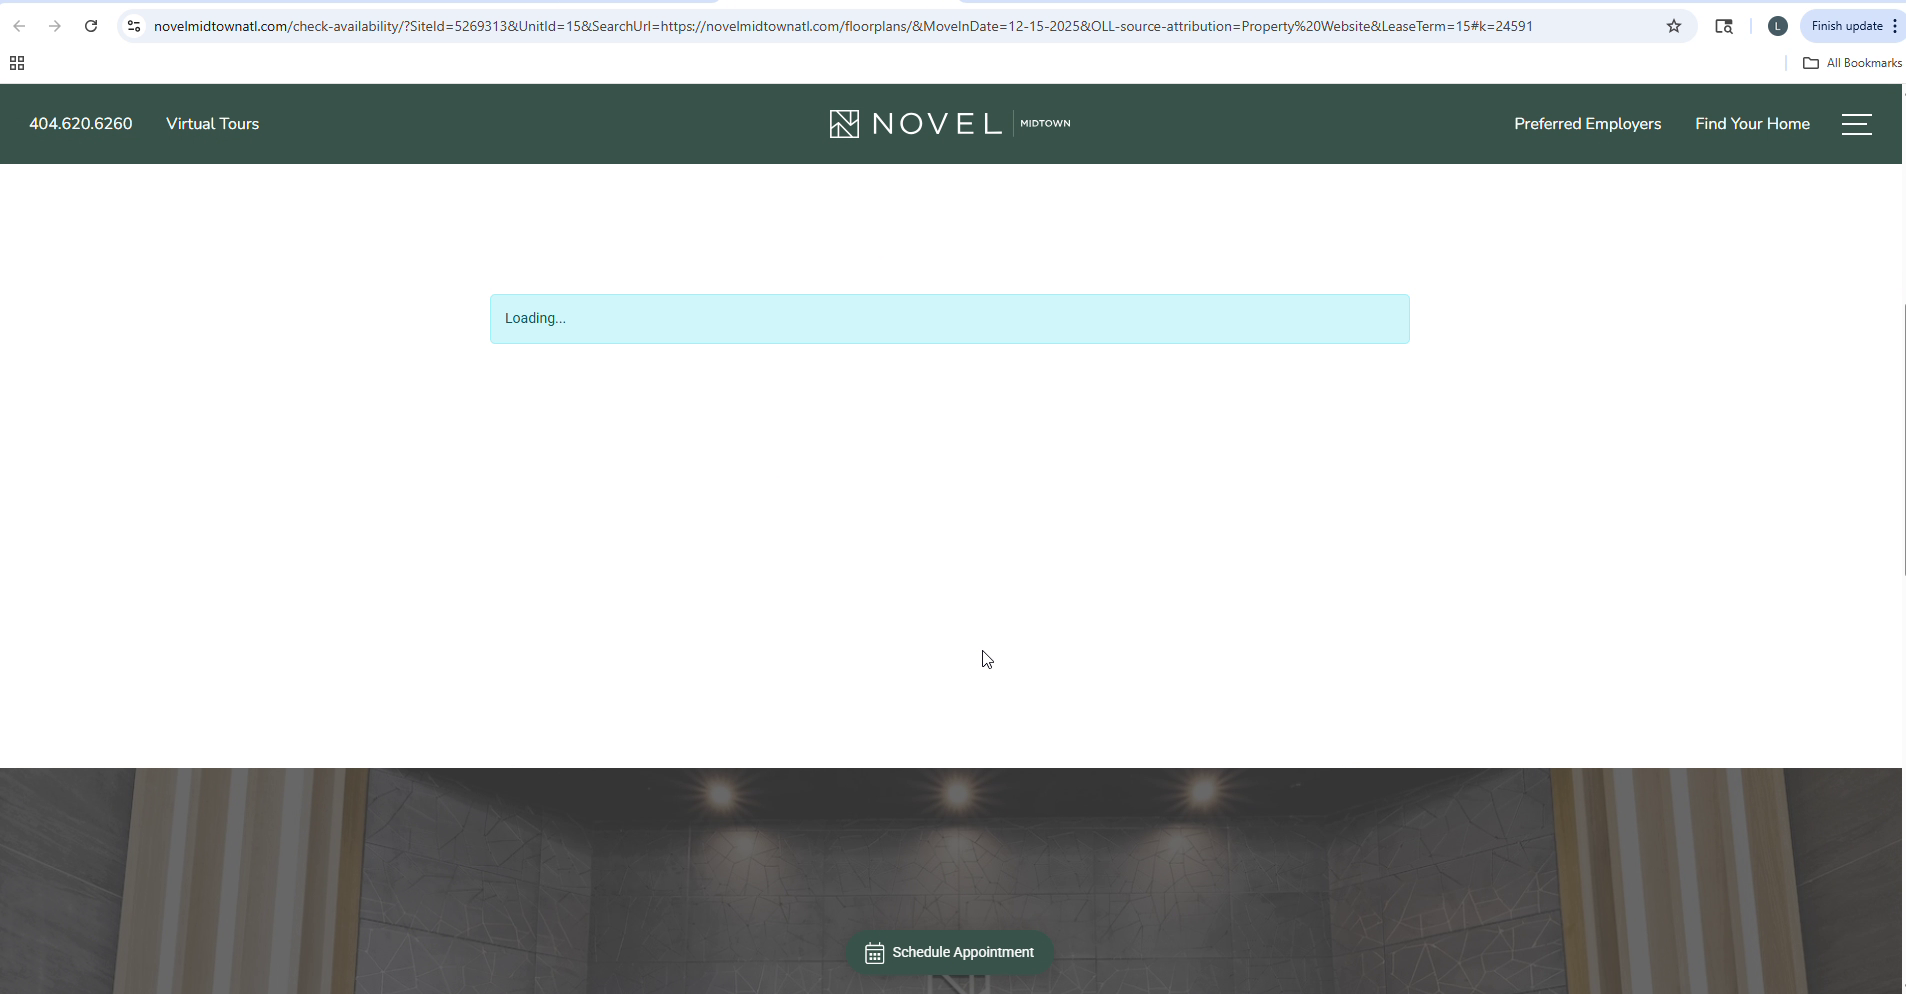 novelmidtownatl.com/check-availability/?SiteId=5269313&UnitId=15&SearchUrl=https://novelmidtownatl.com/floorplans/&MoveInDate=12-15-2025&OLL-source-attribution=Property%20Website&LeaseTerm=15#k=24591
L
Finish update
All Bookmarks
404.620.6260
Virtual Tours
NOVEL
MIDTOWN
Preferred Employers
Find Your Home
Loading...
Schedule Appointment